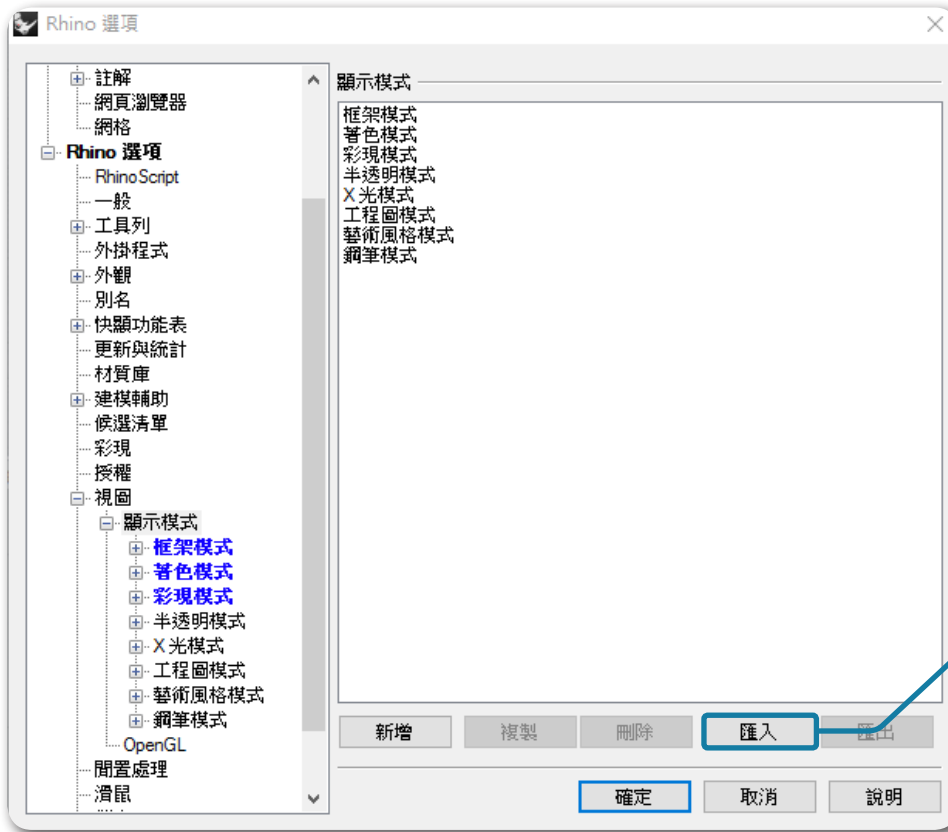 Rhino 選項
註解
網頁瀏覽器
網格
Rhino 選項
RhinoScript
一般
工具列
外掛程式
外觀
別名
快顯功能表
更新與統計
材質庫
建模輔助
候選清單
彩現
授權
視圖
顯示模式
框架模式
著色模式
彩現模式
半透明模式
X 光模式
工程圖模式
藝術風格模式
鋼筆模式
OpenGL
閒置處理
滑鼠
顯示模式
框架模式
著色模式
彩現模式
半透明模式
X 光模式
工程圖模式
藝術風格模式
鋼筆模式
新增 複製 刪除 匯入 匯出
確定 取消 說明